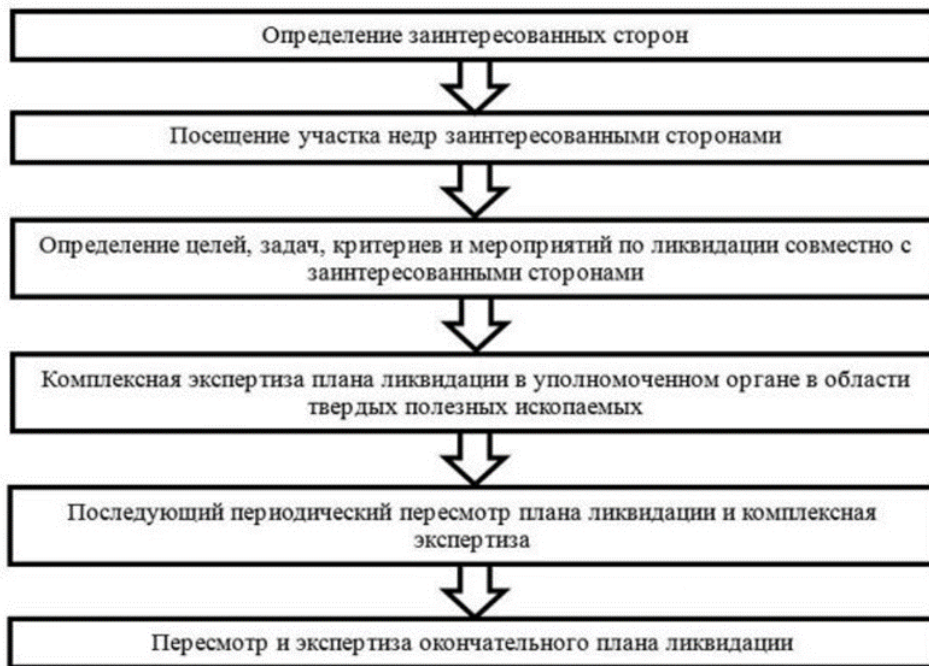 Определение заинтересованных сторон
Посещение участка недр заинтересованными сторонами
Определение целей, задач, критериев и мероприятий по ликвидации совместно с
заинтересованными сторонами
Комплексная экспертиза плана ликвидации в уполномоченном органе в области
твердых полезных ископаемых
Последующий периодический пересмотр плана ликвидации и комплексная
экспертиза
Пересмотр и экспертиза окончательного плана ликвидации